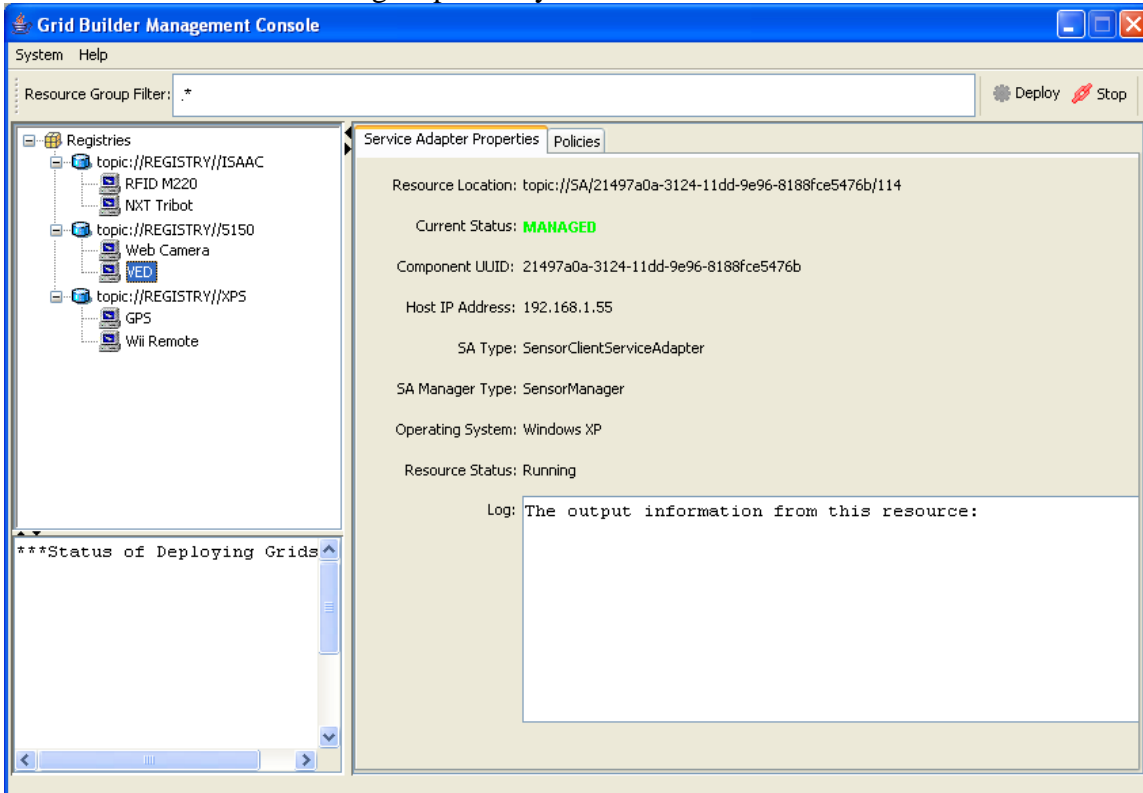 Grid Builder Management Console
System Help
Resource Group Filter: .* Deploy Stop
Registries
topic://REGISTRY//ISAAC
RFID M220
NXT Tribot
topic://REGISTRY//5150
Web Camera
VED
topic://REGISTRY//XPS
GPS
Wii Remote
***Status of Deploying Grids
Service Adapter Properties Policies
Resource Location: topic://SA/21497a0a-3124-11dd-9e96-8188fce5476b/114
Current Status: MANAGED
Component UUID: 21497a0a-3124-11dd-9e96-8188fce5476b
Host IP Address: 192.168.1.55
SA Type: SensorClientServiceAdapter
SA Manager Type: SensorManager
Operating System: Windows XP
Resource Status: Running
Log: The output information from this resource: